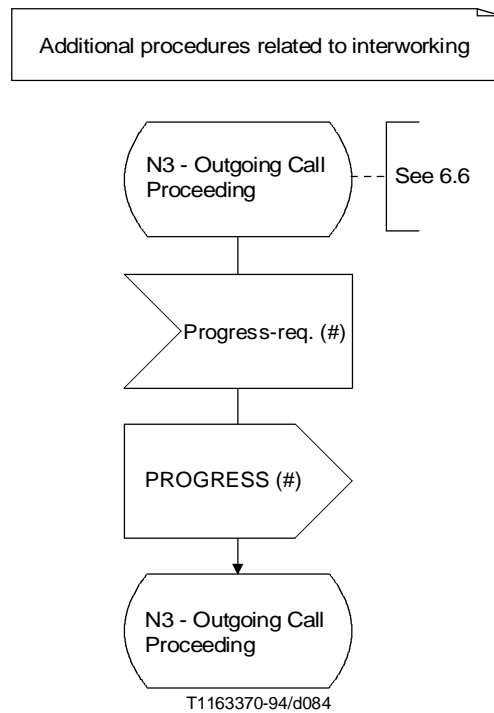 Additional procedures related to interworking
N3 - Outgoing Call
Proceeding
See 6.6
Progress-req. (#)
PROGRESS (#)
N3 - Outgoing Call
Proceeding
T1163370-94/d084